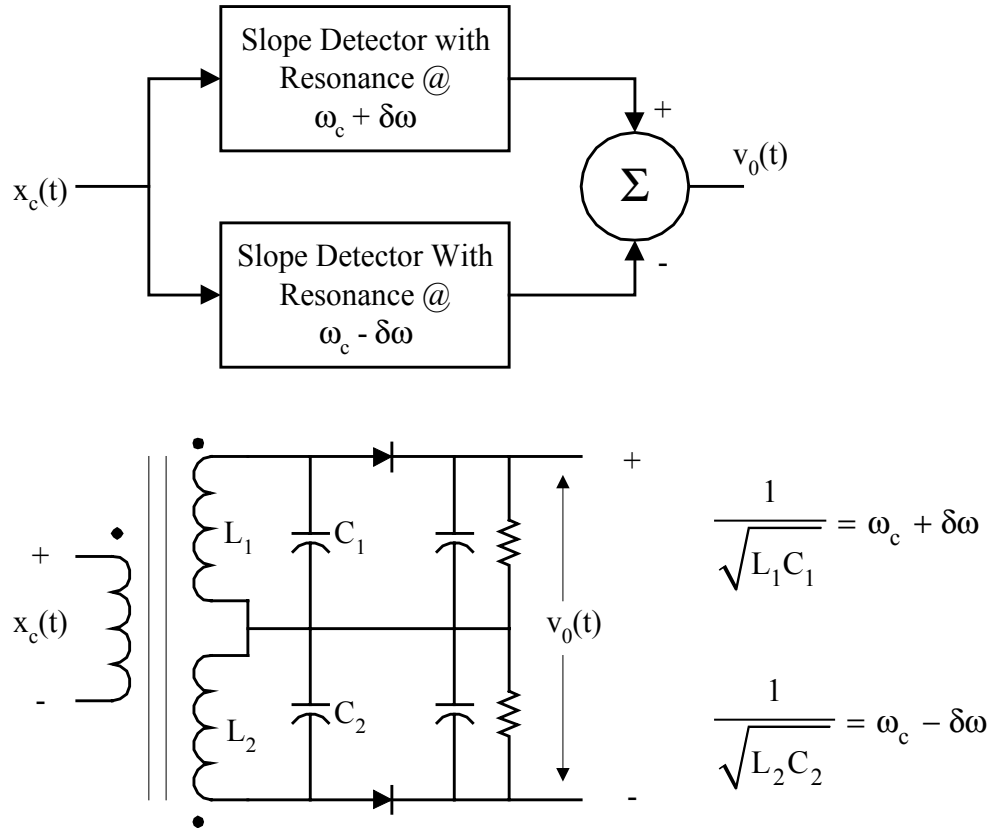 Slope Detector with
Resonance @
ω_c + δω
+
x_c(t)
Σ
v_0(t)
Slope Detector With
Resonance @
ω_c - δω
-
+
L_1
C_1
1/√(L_1C_1) = ω_c + δω
+
x_c(t)
-
v_0(t)
L_2
C_2
1/√(L_2C_2) = ω_c − δω
-